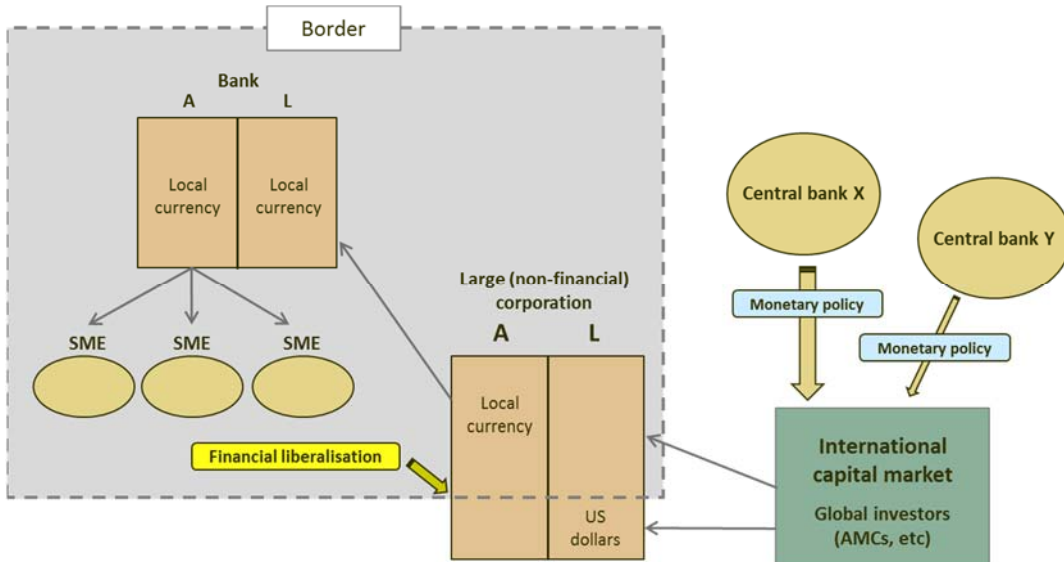 Border
Bank
A L
Local
currency
Local
currency
SME SME SME
Financial liberalisation
Large (non-financial)
corporation
A L
Local
currency
US
dollars
Central bank X
Central bank Y
Monetary policy
Monetary policy
International
capital market
Global investors
(AMCs, etc)